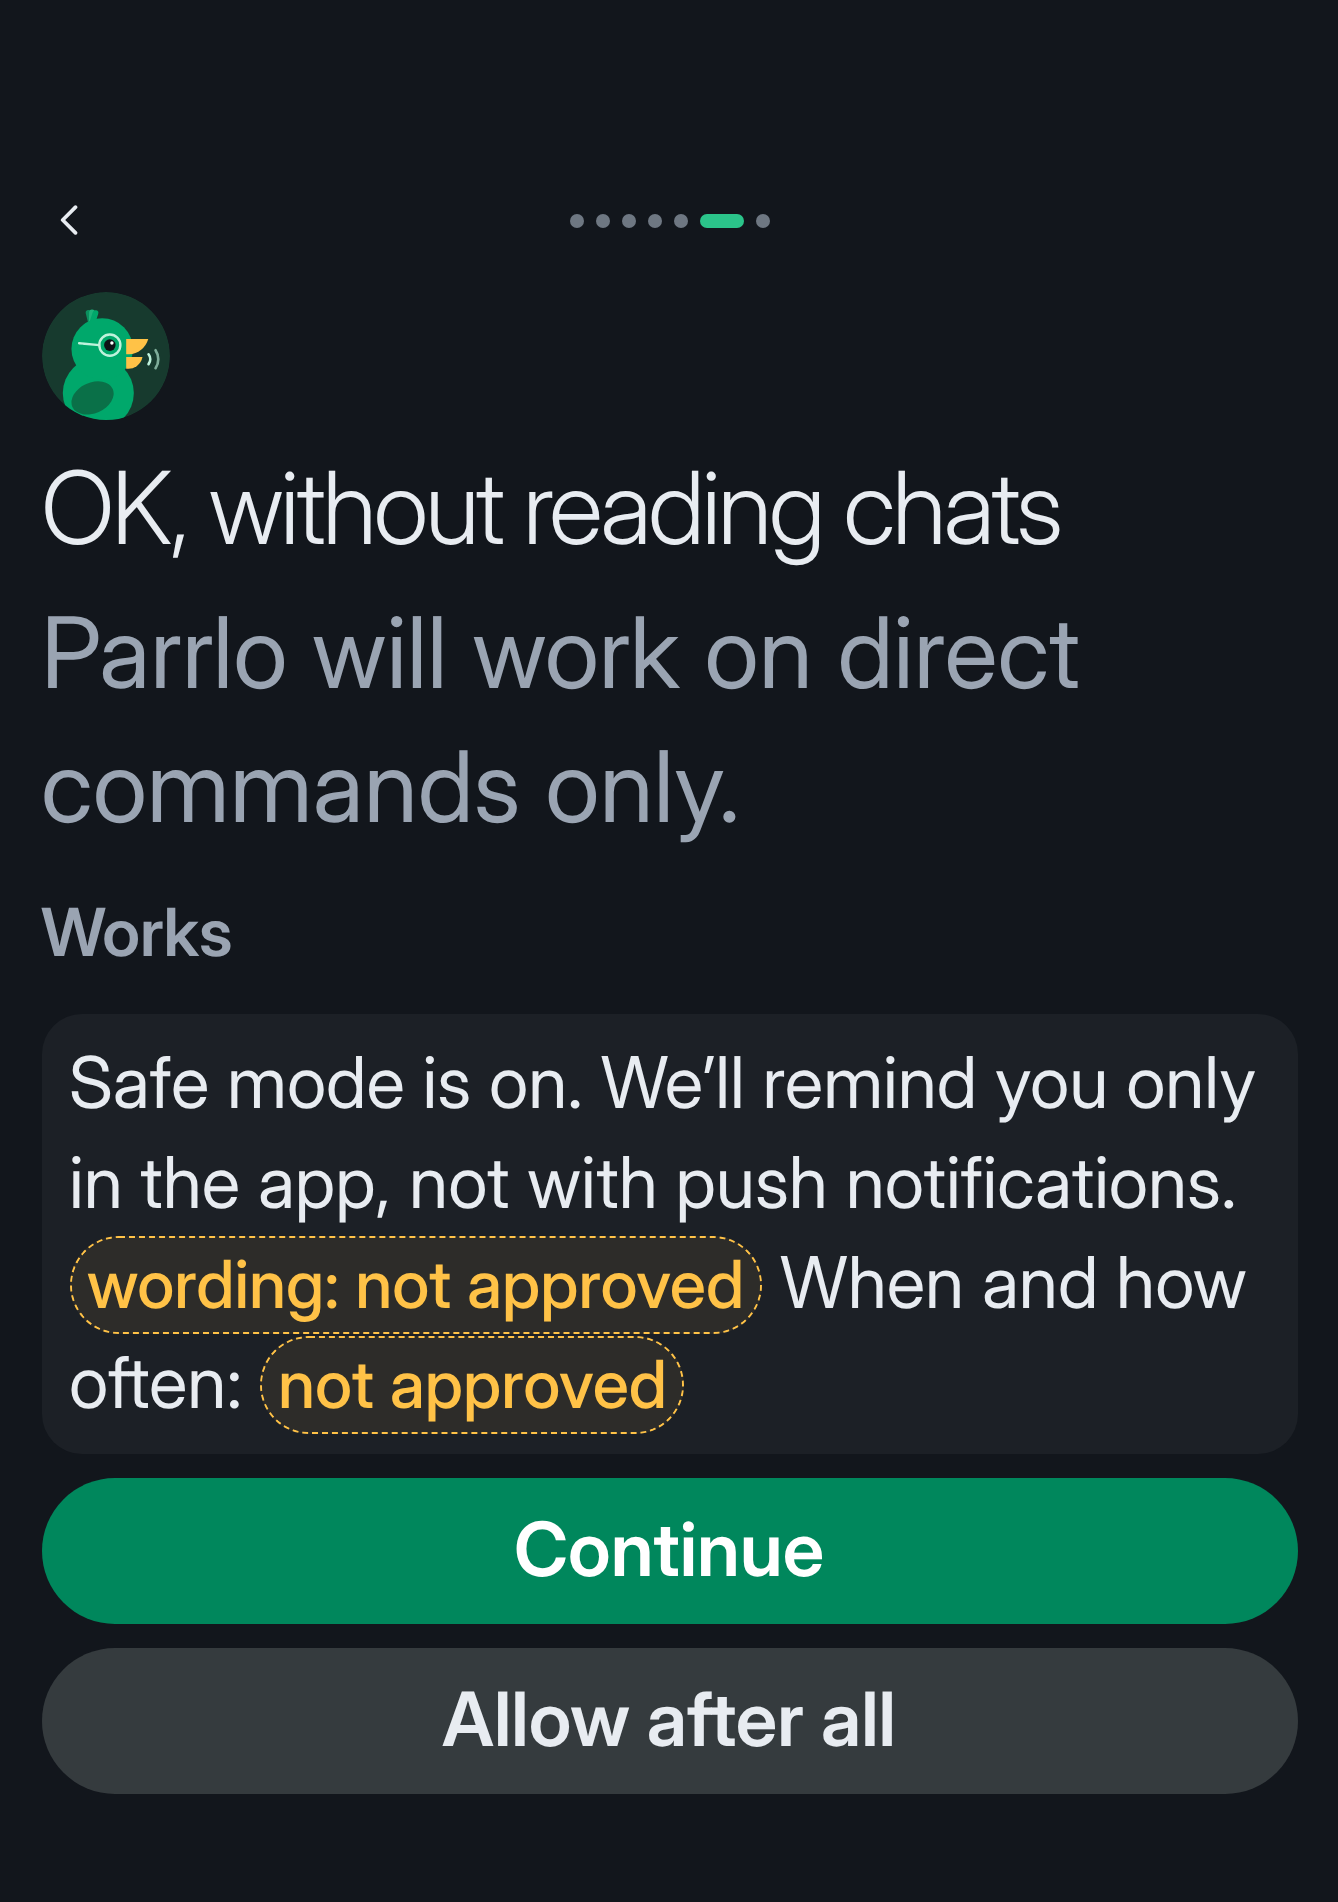 OK, without reading chats
Parrlo will work on direct
commands only.
Works
Safe mode is on. We’ll remind you only
in the app, not with push notifications.
wording: not approved When and how
often: not approved
Continue
Allow after all